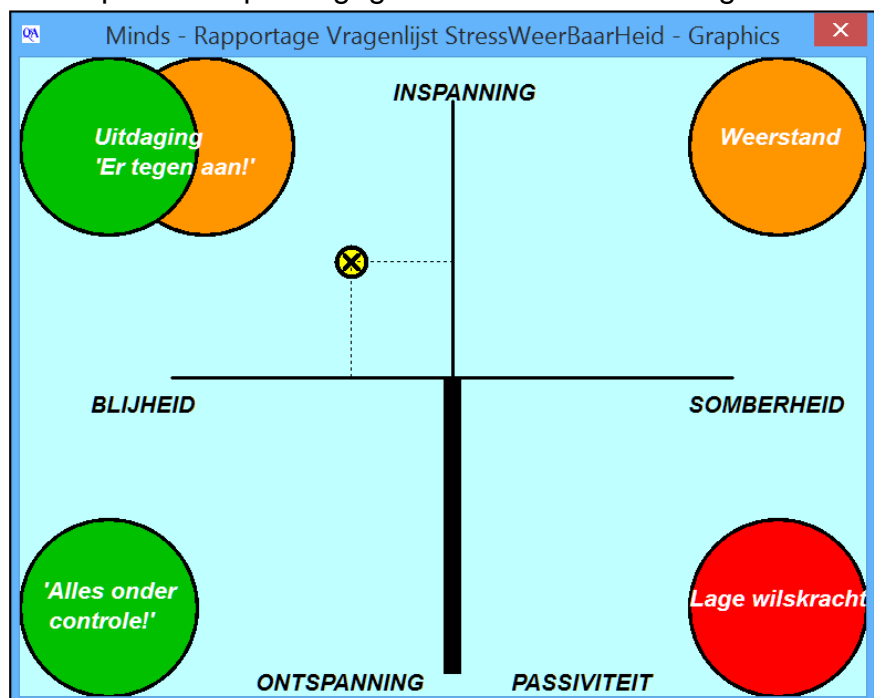 Q&A
Minds - Rapportage Vragenlijst StressWeerBaarHeid - Graphics
INSPANNING
Uitdaging
'Er tegen aan!'
Weerstand
BLIJHEID
SOMBERHEID
'Alles onder
controle!'
Lage wilskracht
ONTSPANNING
PASSIVITEIT